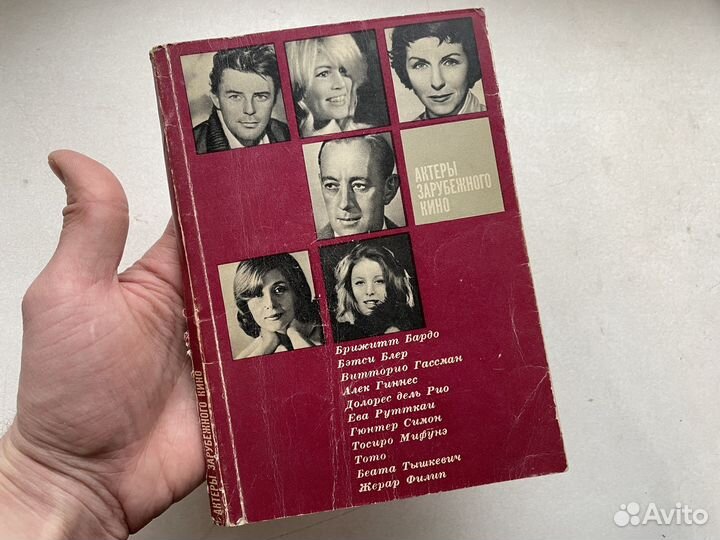 АКТЕРЫ
ЗАРУБЕЖНОГО
КИНО
Брижитт Бардо
Бэтси Блер
Витторио Гассман
Алек Гиннес
Долорес дель Рио
Ева Рутткаи
Гюнтер Симон
Тосиро Мифунэ
Тото
Беата Тышкевич
Жерар Филип
АКТЕРЫ ЗАРУБЕЖНОГО КИНО
Avito